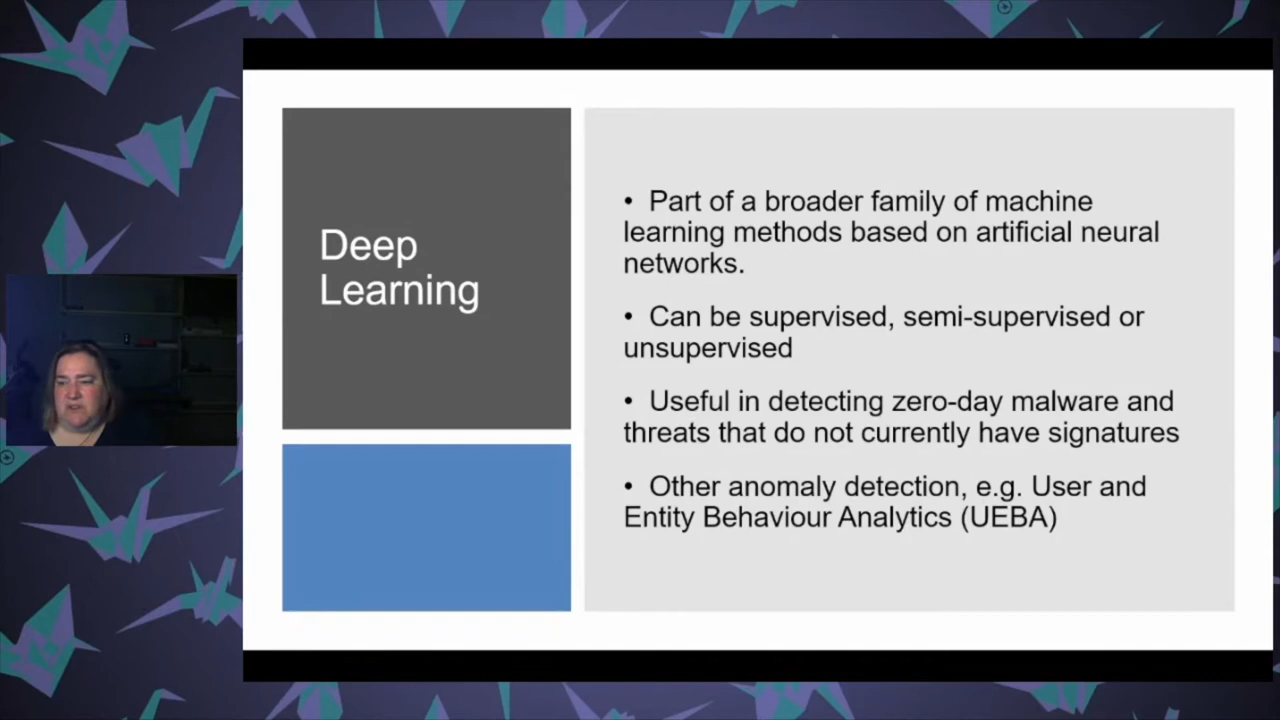 Deep
Learning
• Part of a broader family of machine
learning methods based on artificial neural
networks.
• Can be supervised, semi-supervised or
unsupervised
• Useful in detecting zero-day malware and
threats that do not currently have signatures
• Other anomaly detection, e.g. User and
Entity Behaviour Analytics (UEBA)